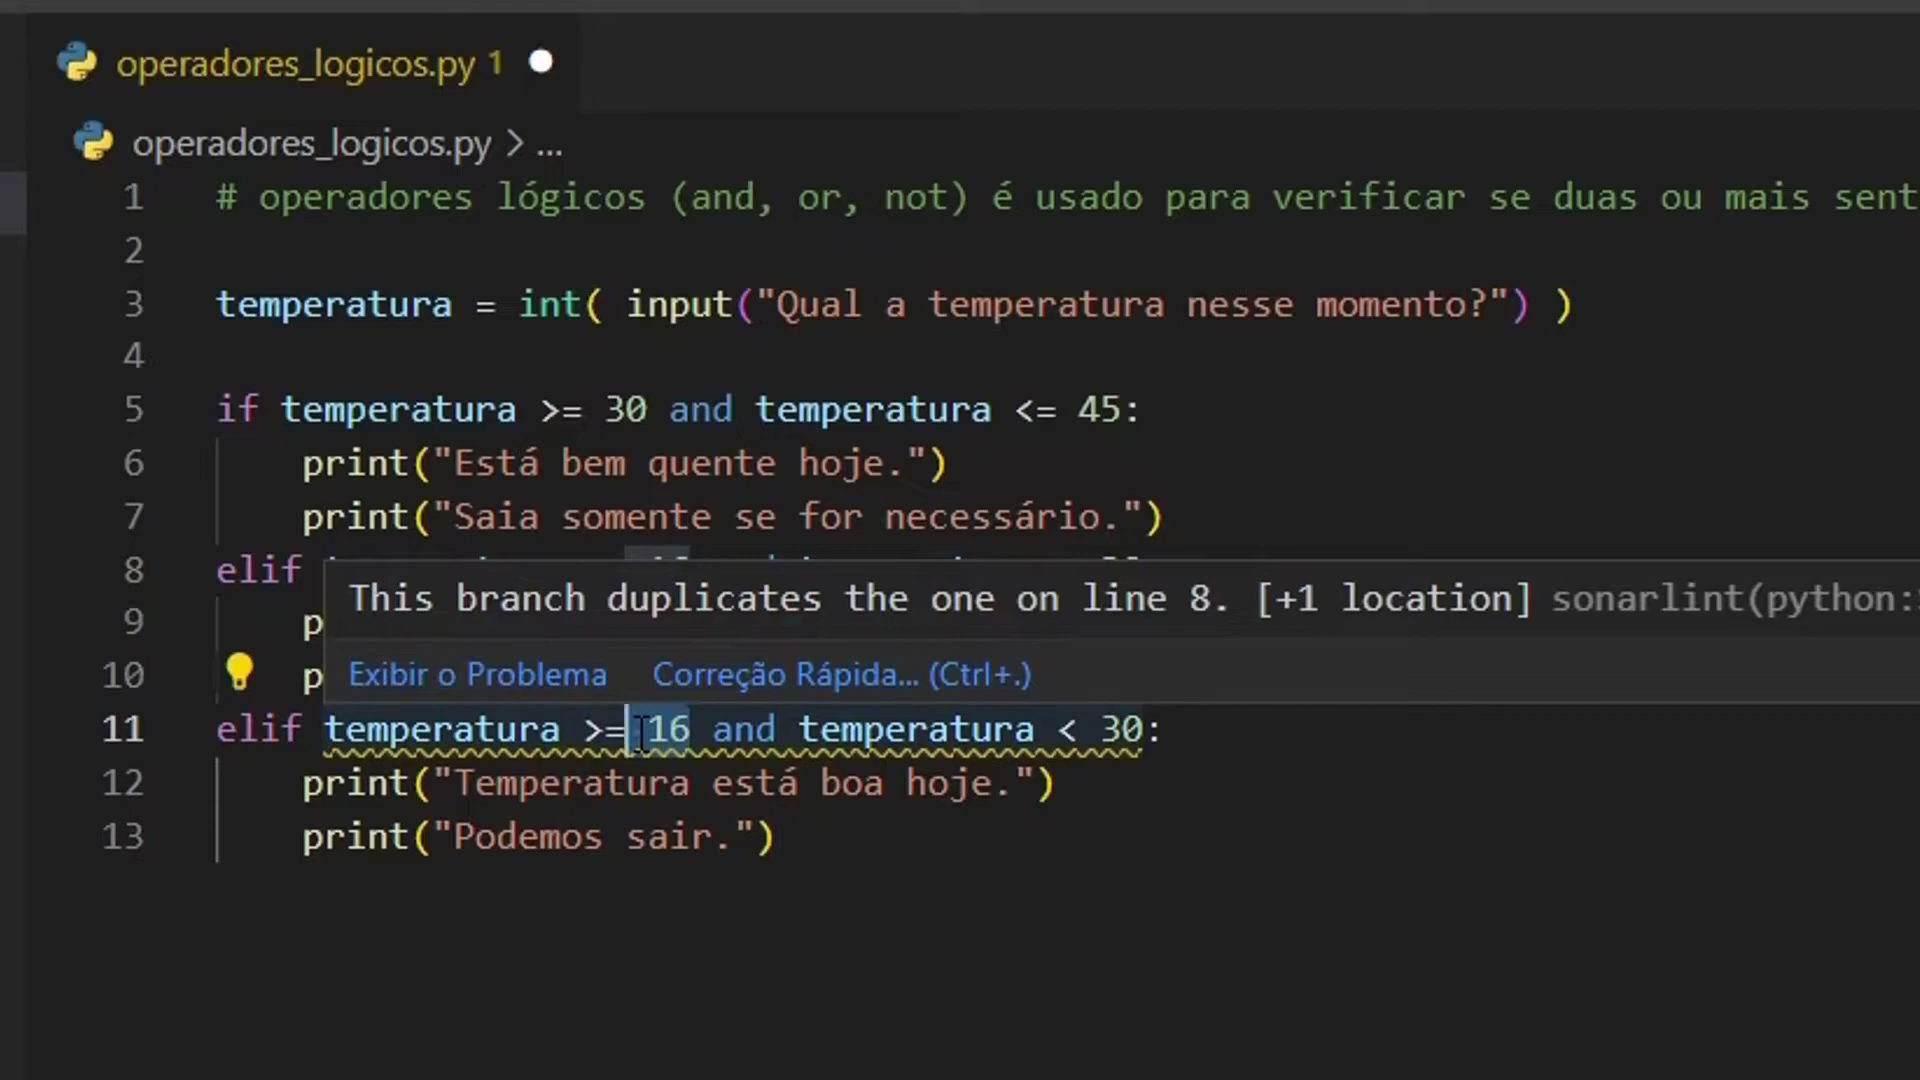 operadores_logicos.py 1
operadores_logicos.py > ...
1 # operadores lógicos (and, or, not) é usado para verificar se duas ou mais
2
3 temperatura = int( input("Qual a temperatura nesse momento?") )
4
5 if temperatura >= 30 and temperatura <= 45:
6 print("Está bem quente hoje.")
7 print("Saia somente se for necessário.")
8 elif
This branch duplicates the one on line 8. [+1 location] sonarlint(python:
9 p
Exibir o Problema Correção Rápida... (Ctrl+.)
10 p
11 elif temperatura >= 16 and temperatura < 30:
12 print("Temperatura está boa hoje.")
13 print("Podemos sair.")